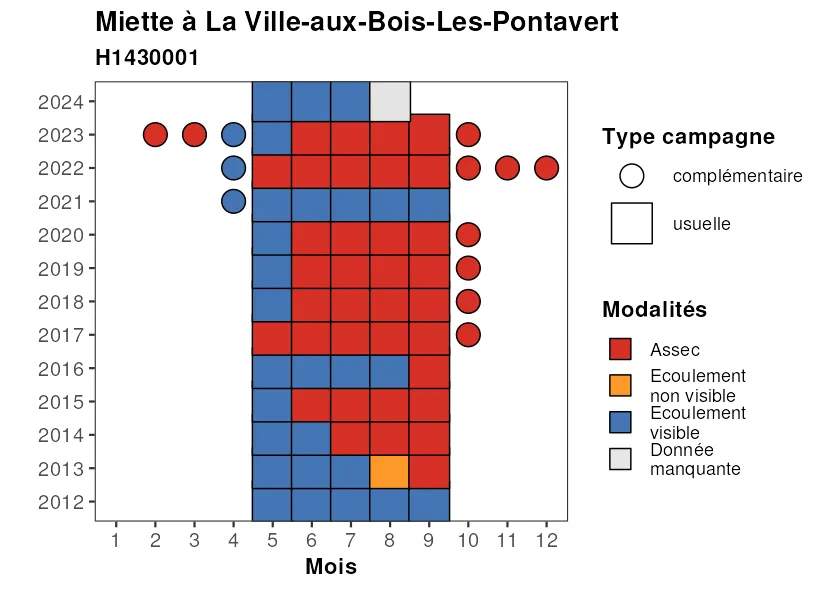 Miette à La Ville-aux-Bois-Les-Pontavert
H1430001
2024
2023
2022
2021
2020
2019
2018
2017
2016
2015
2014
2013
2012
1 2 3 4 5 6 7 8 9 10 11 12
Mois
Type campagne
complémentaire
usuelle
Modalités
Assec
Ecoulement
non visible
Ecoulement
visible
Donnée
manquante